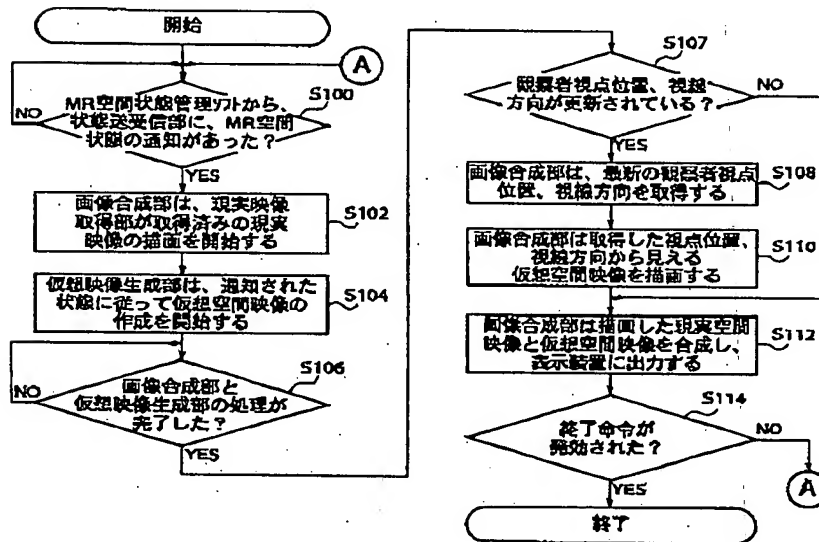 開始
A
MR空間状態管理ソフトから、
状態送受信部に、MR空間
状態の通知があった?
S100
NO
YES
画像合成部は、現実映像
取得部が取得済みの現実
映像の描画を開始する
S102
仮想映像生成部は、通知された
状態に従って仮想空間映像の
作成を開始する
S104
画像合成部と
仮想映像生成部の処理が
完了した?
S106
NO
YES
観察者視点位置、視線
方向が更新されている?
S107
NO
YES
画像合成部は、最新の観察者視点
位置、視線方向を取得する
S108
画像合成部は取得した視点位置、
視線方向から見える
仮想空間映像を描画する
S110
画像合成部は描画した現実空間
映像と仮想空間映像を合成し、
表示装置に出力する
S112
終了命令が
発効された?
S114
NO
A
YES
終了